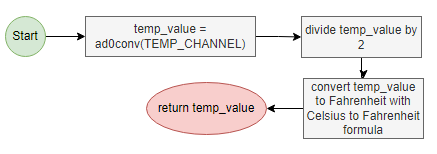 Start
temp_value =
ad0conv(TEMP_CHANNEL)
divide temp_value by
2
convert temp_value
to Fahrenheit with
Celsius to Fahrenheit
formula
return temp_value